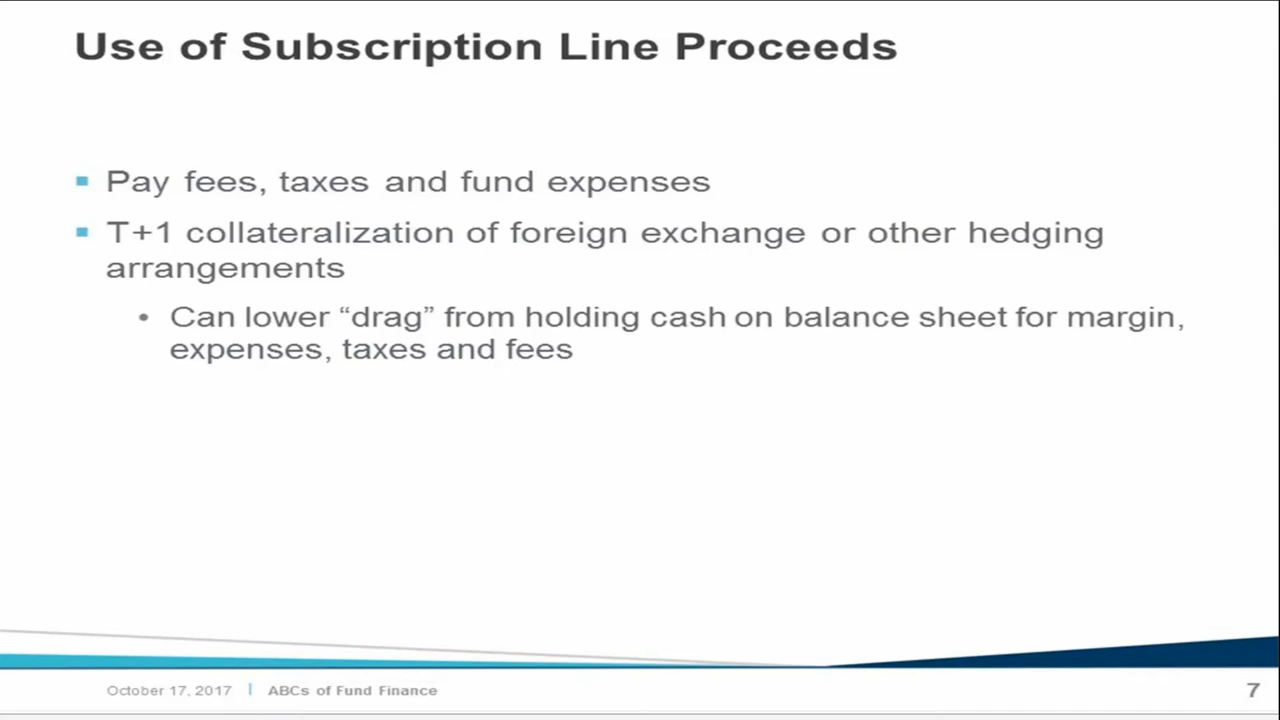 Use of Subscription Line Proceeds
Pay fees, taxes and fund expenses
T+1 collateralization of foreign exchange or other hedging
arrangements
Can lower “drag” from holding cash on balance sheet for margin,
expenses, taxes and fees
October 17, 2017 | ABCs of Fund Finance
7